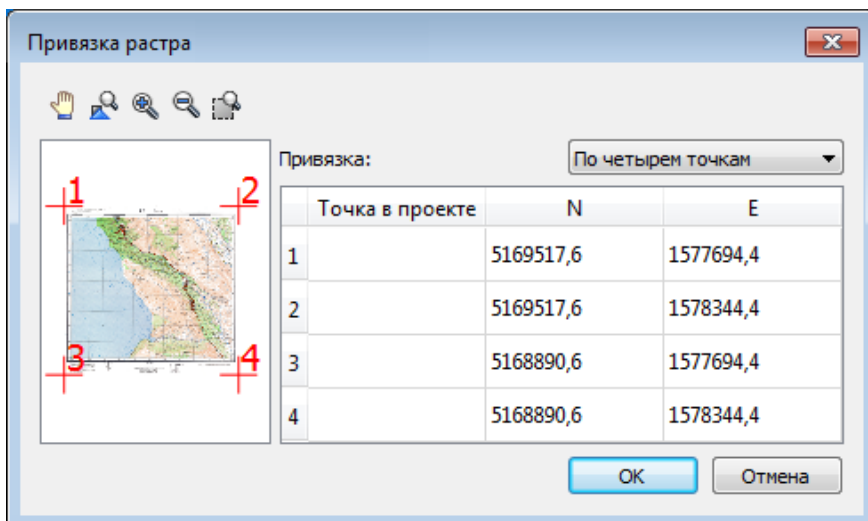 Привязка растра
Привязка:
По четырем точкам
1 2
3 4
Точка в проекте N E
1 5169517,6 1577694,4
2 5169517,6 1578344,4
3 5168890,6 1577694,4
4 5168890,6 1578344,4
OK Отмена